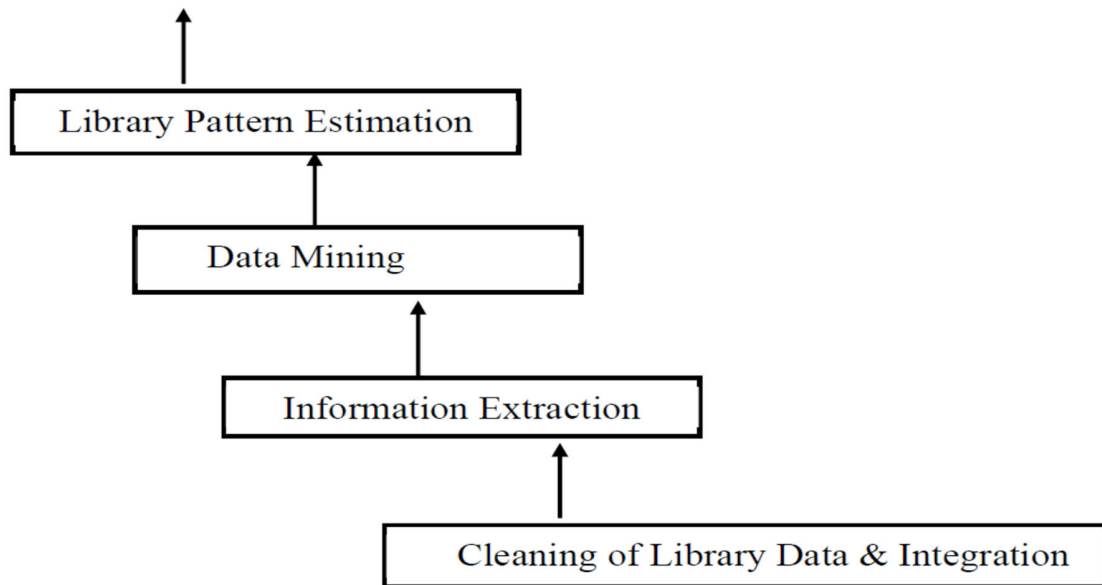 Library Pattern Estimation
Data Mining
Information Extraction
Cleaning of Library Data & Integration